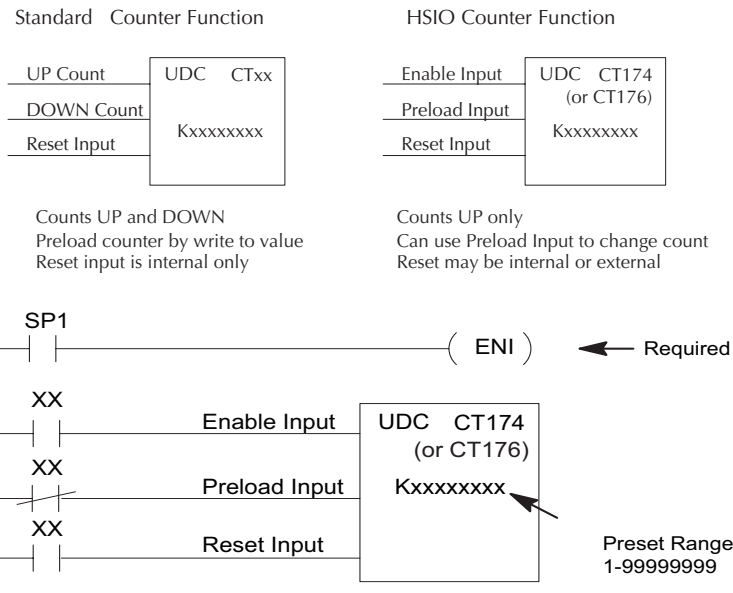 Standard Counter Function
UP Count
DOWN Count
Reset Input
UDC CTxx
Kxxxxxxxx
Counts UP and DOWN
Preload counter by write to value
Reset input is internal only
HSIO Counter Function
Enable Input
Preload Input
Reset Input
UDC CT174
(or CT176)
Kxxxxxxxx
Counts UP only
Can use Preload Input to change count
Reset may be internal or external
SP1
ENI
Required
XX
Enable Input
XX
Preload Input
XX
Reset Input
UDC CT174
(or CT176)
Kxxxxxxxx
Preset Range
1-99999999